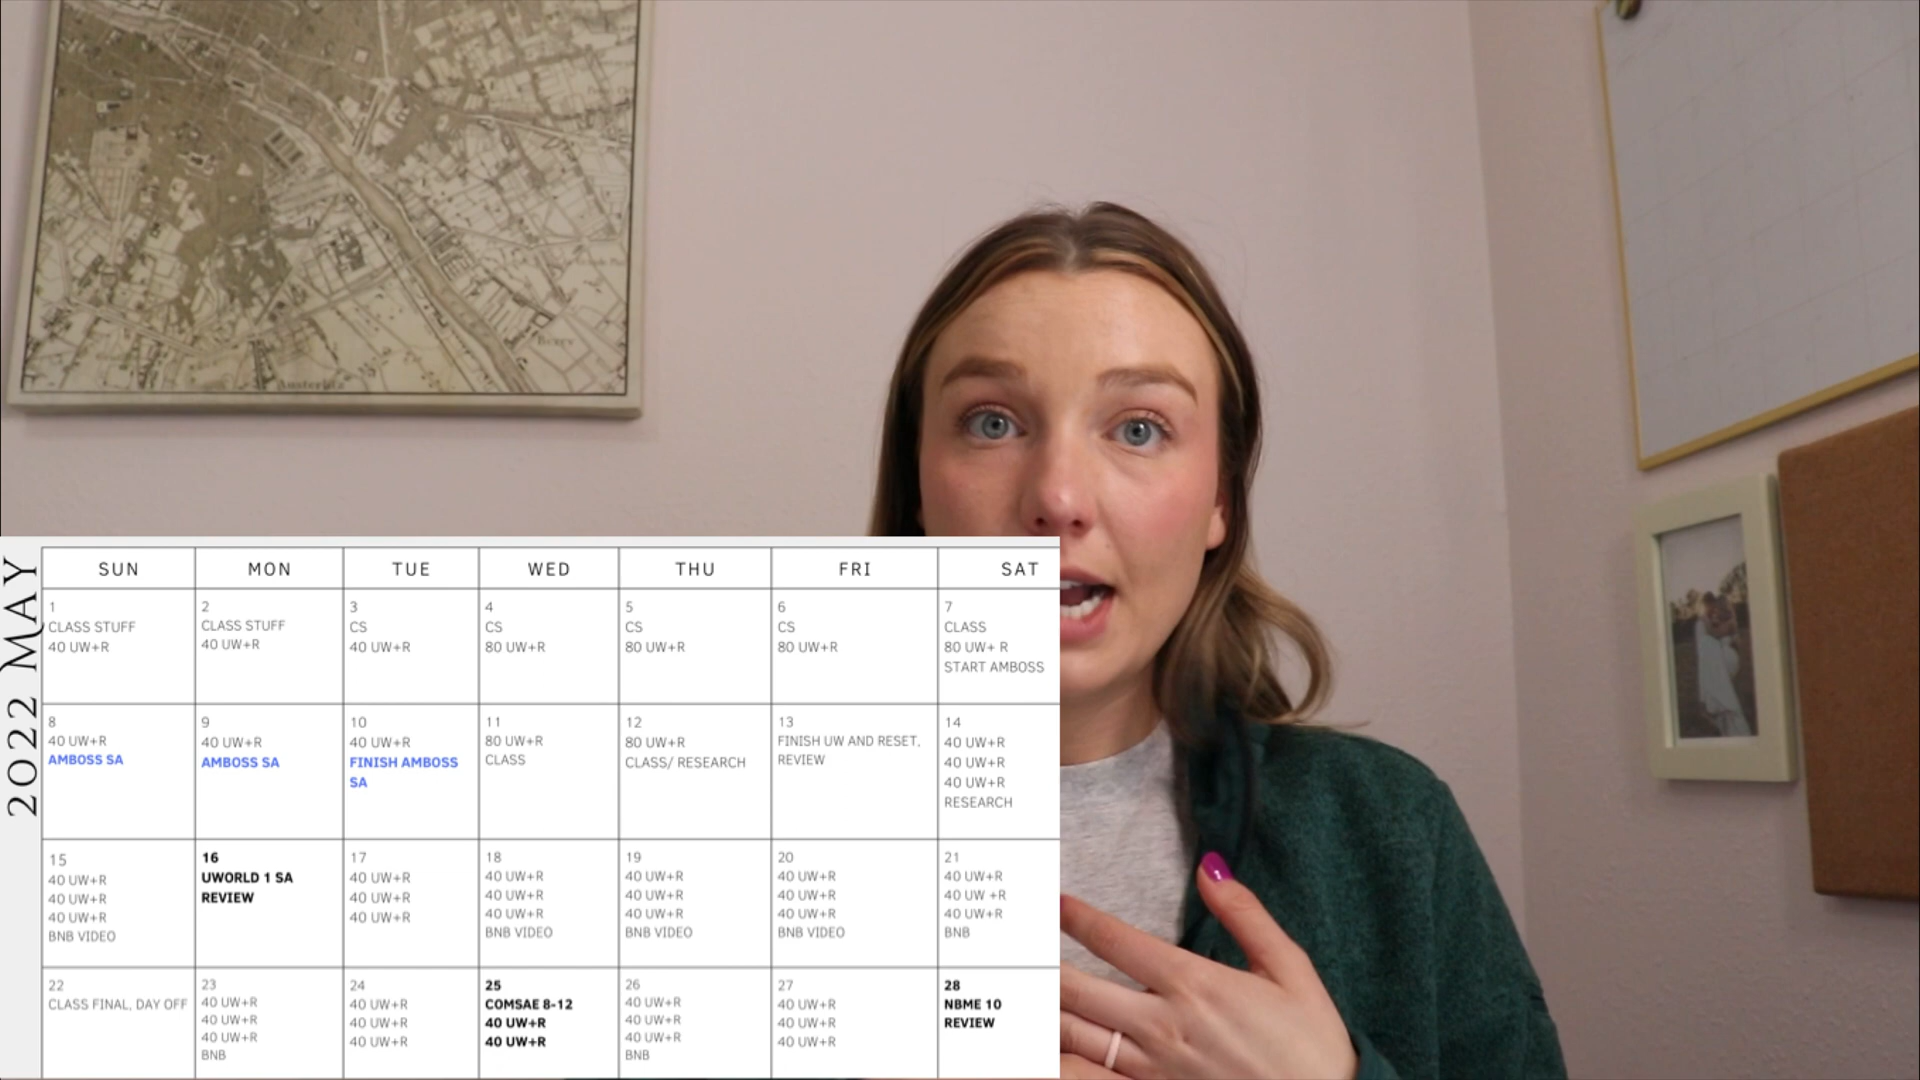 Austerlitz
Bercy
2022 MAY
SUN MON TUE WED THU FRI SAT
1
CLASS STUFF
40 UW+R
2
CLASS STUFF
40 UW+R
3
CS
40 UW+R
4
CS
80 UW+R
5
CS
80 UW+R
6
CS
80 UW+R
7
CLASS
80 UW+ R
START AMBOSS
8
40 UW+R
AMBOSS SA
9
40 UW+R
AMBOSS SA
10
40 UW+R
FINISH AMBOSS
SA
11
80 UW+R
CLASS
12
80 UW+R
CLASS/ RESEARCH
13
FINISH UW AND RESET,
REVIEW
14
40 UW+R
40 UW+R
40 UW+R
RESEARCH
15
40 UW+R
40 UW+R
40 UW+R
BNB VIDEO
16
UWORLD 1 SA
REVIEW
17
40 UW+R
40 UW+R
40 UW+R
18
40 UW+R
40 UW+R
40 UW+R
BNB VIDEO
19
40 UW+R
40 UW+R
40 UW+R
BNB VIDEO
20
40 UW+R
40 UW+R
40 UW+R
BNB VIDEO
21
40 UW+R
40 UW +R
40 UW+R
BNB
22
CLASS FINAL, DAY OFF
23
40 UW+R
40 UW+R
40 UW+R
BNB
24
40 UW+R
40 UW+R
40 UW+R
25
COMSAE 8-12
40 UW+R
40 UW+R
26
40 UW+R
40 UW+R
40 UW+R
BNB
27
40 UW+R
40 UW+R
40 UW+R
28
NBME 10
REVIEW